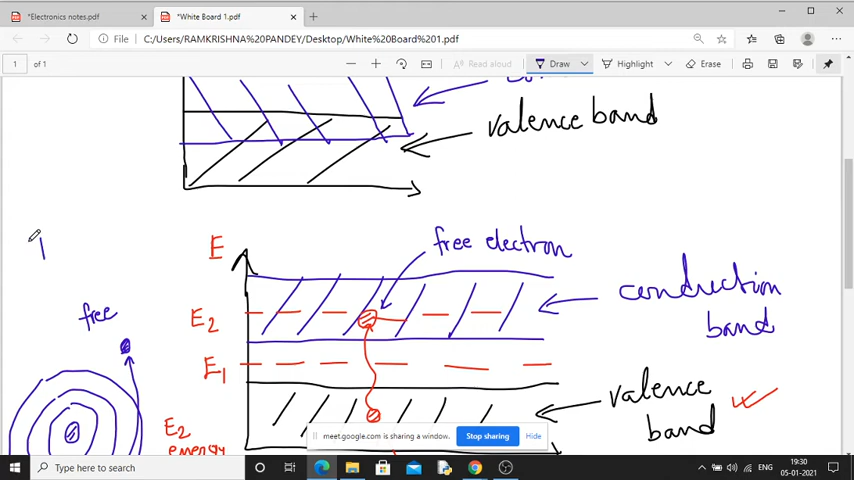 *Electronics notes.pdf
*White Board 1.pdf
File
C:/Users/RAMKRISHNA%20PANDEY/Desktop/White%20Board%201.pdf
1
of 1
Read aloud
Draw
Highlight
Erase
valence band
E
free electron
free
E2
conduction
band
E1
valence
band
E2
energy
meet.google.com is sharing a window.
Stop sharing
Hide
Type here to search
ENG
19:30
05-01-2021